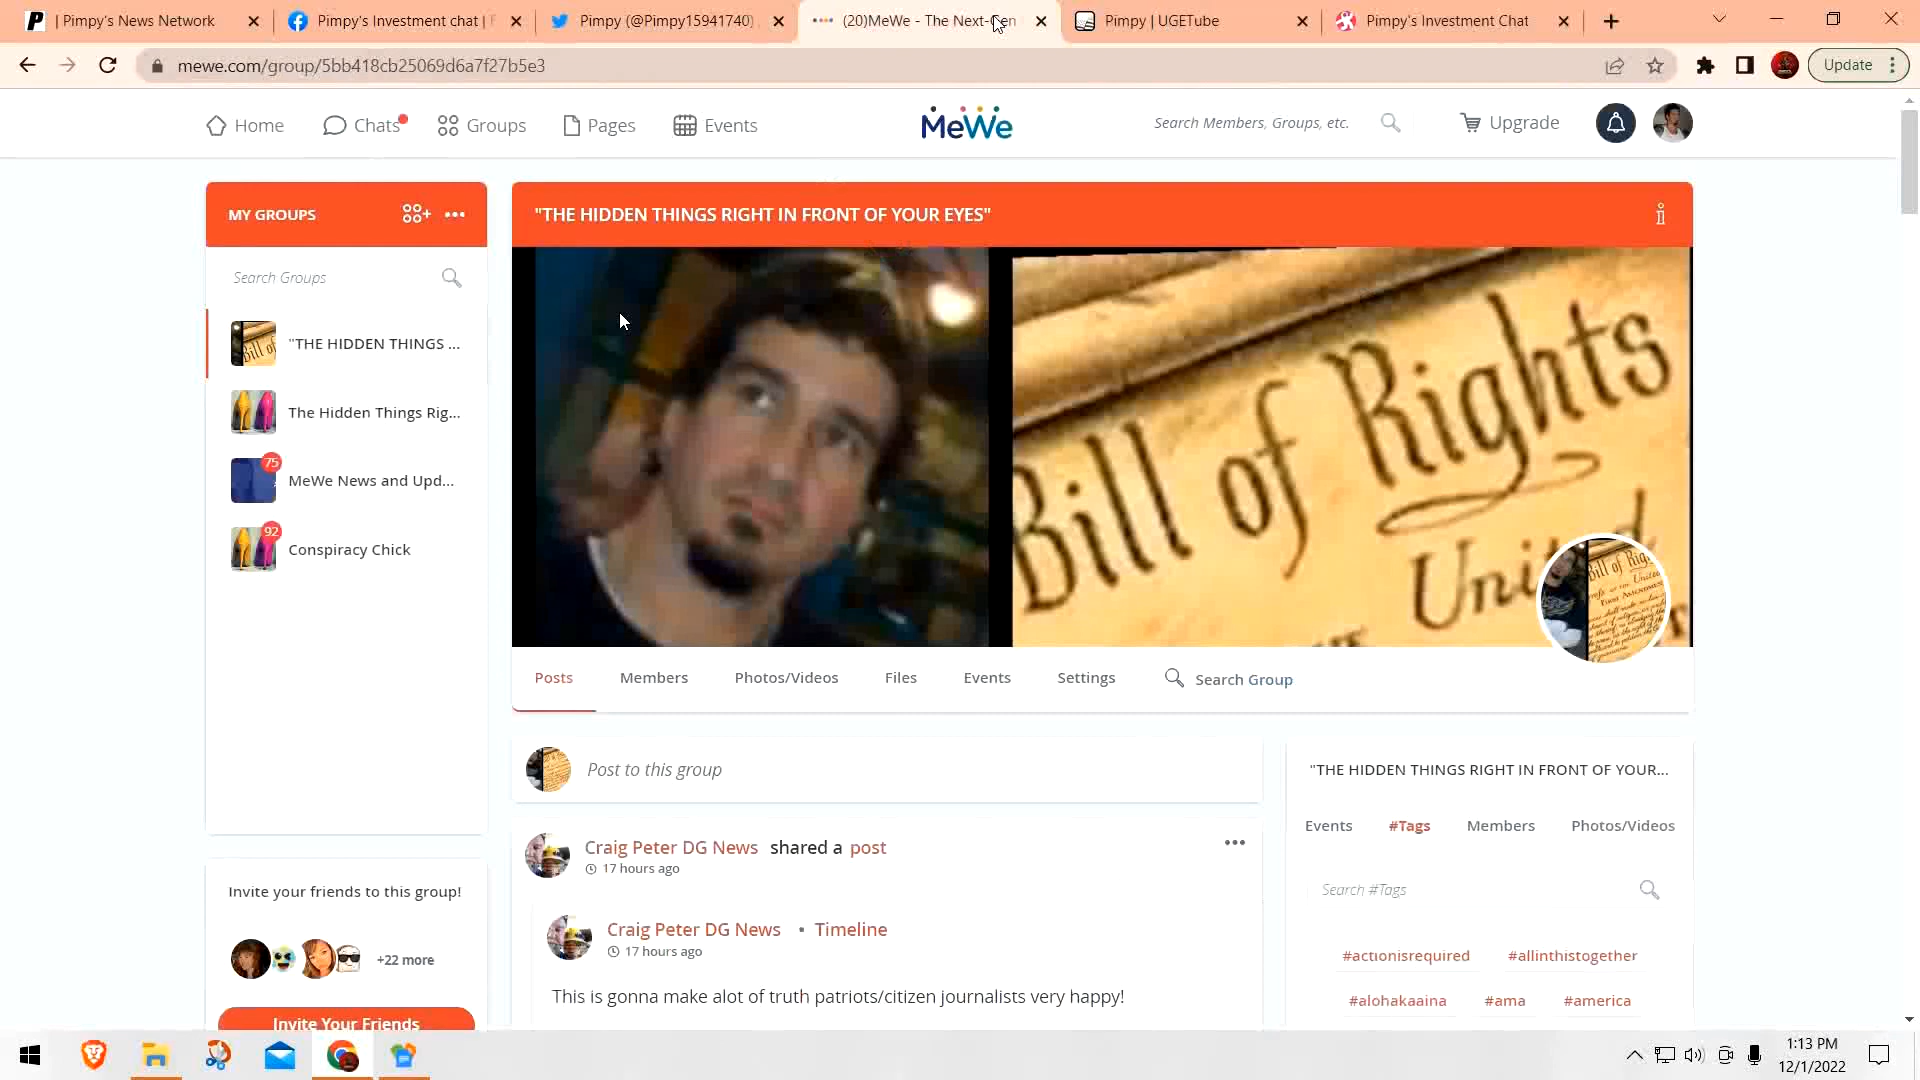 | Pimpy's News Network
Pimpy's Investment chat | F
Pimpy (@Pimpy15941740)
(20)MeWe - The Next-Gen
Pimpy | UGETube
Pimpy's Investment Chat
mewe.com/group/5bb418cb25069d6a7f27b5e3
Update
Home
Chats
Groups
Pages
Events
MeWe
Search Members, Groups, etc.
Upgrade
MY GROUPS
"THE HIDDEN THINGS RIGHT IN FRONT OF YOUR EYES"
Search Groups
"THE HIDDEN THINGS ...
The Hidden Things Rig...
75
MeWe News and Upd...
92
Conspiracy Chick
Bill of Rights
Posts
Members
Photos/Videos
Files
Events
Settings
Search Group
Post to this group
"THE HIDDEN THINGS RIGHT IN FRONT OF YOUR...
Events
#Tags
Members
Photos/Videos
Craig Peter DG News shared a post
17 hours ago
Search #Tags
Invite your friends to this group!
Craig Peter DG News • Timeline
17 hours ago
+22 more
#actionisrequired
#allinthistogether
This is gonna make alot of truth patriots/citizen journalists very happy!
#alohakaaina
#ama
#america
Invite Your Friends
1:13 PM
12/1/2022